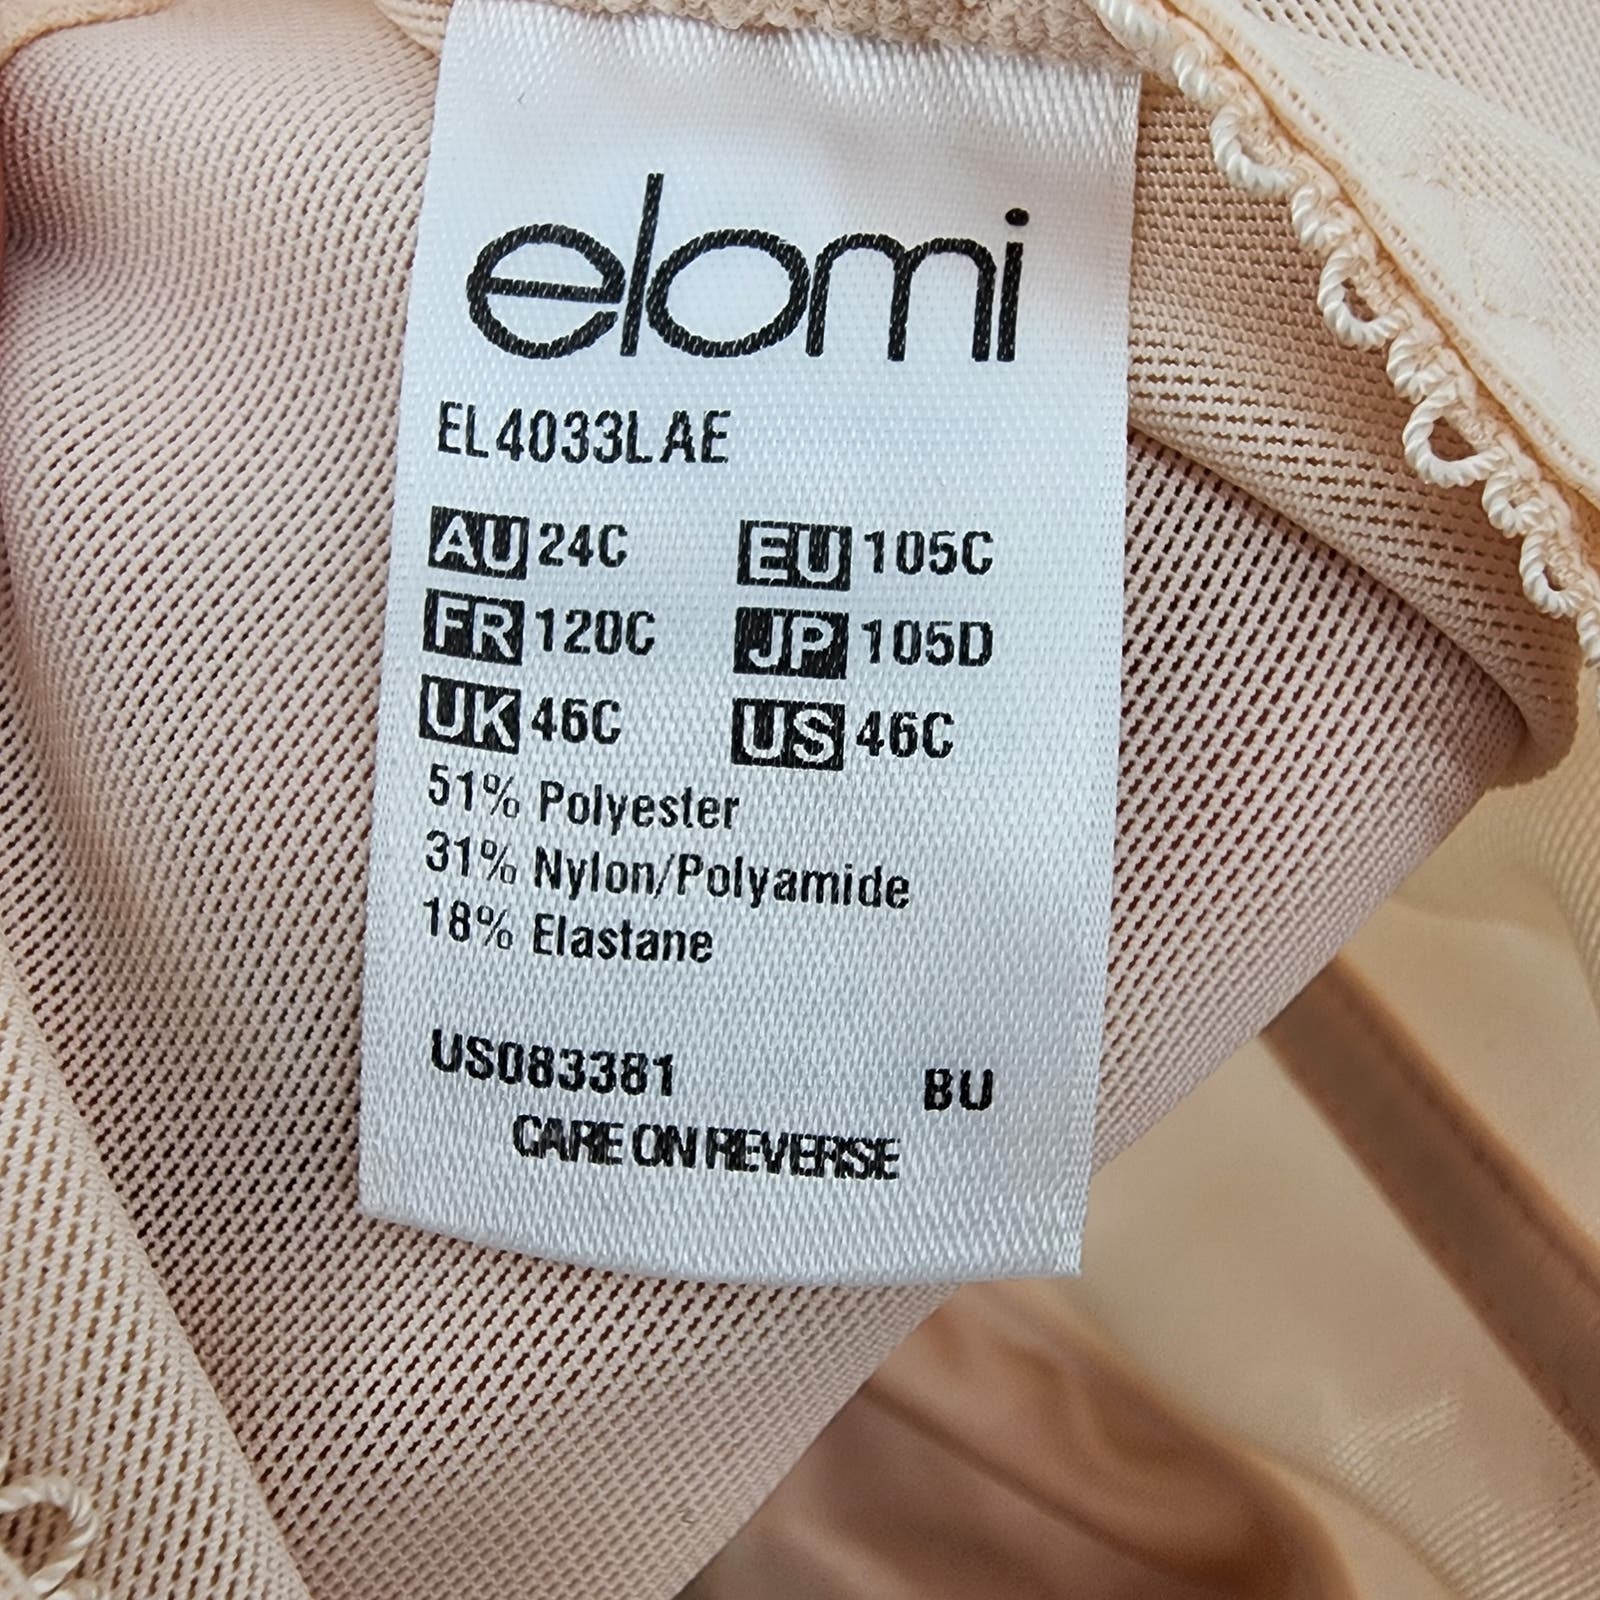 elomi
EL4033LAE
AU 24C EU 105C
FR 120C JP 105D
UK 46C US 46C
51% Polyester
31% Nylon/Polyamide
18% Elastane
US083381 BU
CARE ON REVERSE